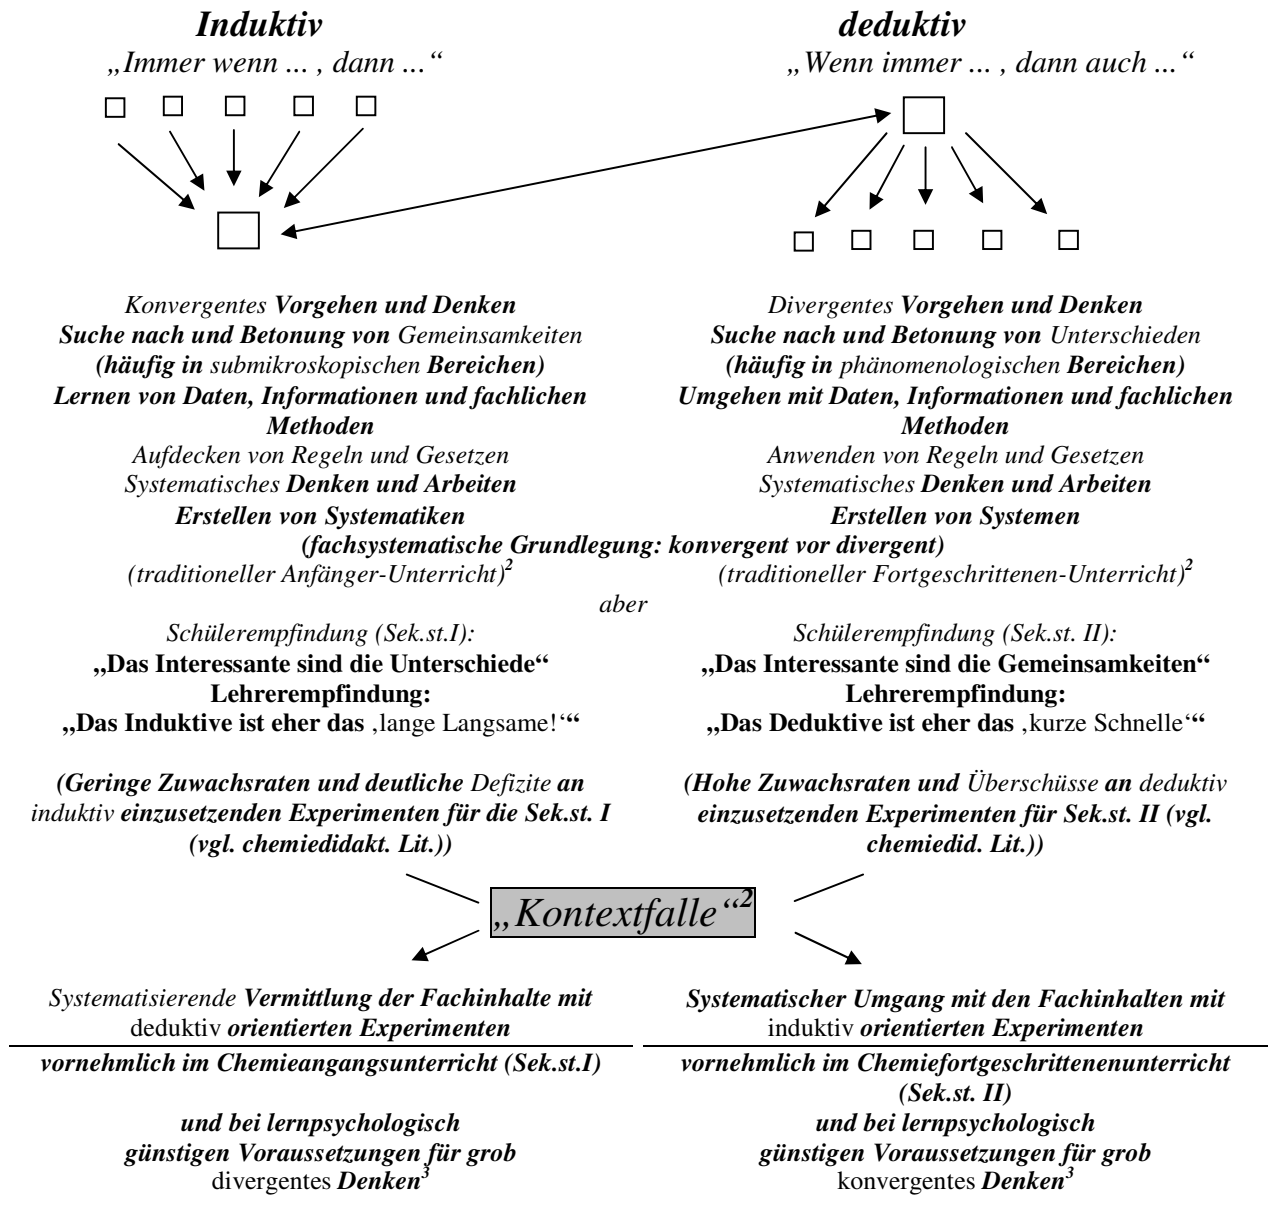 Induktiv
„Immer wenn ... , dann ...“
Konvergentes Vorgehen und Denken
Suche nach und Betonung von Gemeinsamkeiten
(häufig in submikroskopischen Bereichen)
Lernen von Daten, Informationen und fachlichen
Methoden
Aufdecken von Regeln und Gesetzen
Systematisches Denken und Arbeiten
Erstellen von Systematiken
deduktiv
„Wenn immer ... , dann auch ...“
Divergentes Vorgehen und Denken
Suche nach und Betonung von Unterschieden
(häufig in phänomenologischen Bereichen)
Umgehen mit Daten, Informationen und fachlichen
Methoden
Anwenden von Regeln und Gesetzen
Systematisches Denken und Arbeiten
Erstellen von Systemen
(fachsystematische Grundlegung: konvergent vor divergent)
(traditioneller Anfänger-Unterricht)²
(traditioneller Fortgeschrittenen-Unterricht)²
aber
Schülerempfindung (Sek.st.I):
„Das Interessante sind die Unterschiede“
Lehrerempfindung:
„Das Induktive ist eher das ‚lange Langsame!‘“
(Geringe Zuwachsraten und deutliche Defizite an
induktiv einzusetzenden Experimenten für die Sek.st. I
(vgl. chemiedidakt. Lit.))
Schülerempfindung (Sek.st. II):
„Das Interessante sind die Gemeinsamkeiten“
Lehrerempfindung:
„Das Deduktive ist eher das ‚kurze Schnelle‘“
(Hohe Zuwachsraten und Überschüsse an deduktiv
einzusetzenden Experimenten für Sek.st. II (vgl.
chemiedid. Lit.))
„Kontextfalle“²
Systematisierende Vermittlung der Fachinhalte mit
deduktiv orientierten Experimenten
vornehmlich im Chemieangangsunterricht (Sek.st.I)
und bei lernpsychologisch
günstigen Voraussetzungen für grob
divergentes Denken³
Systematischer Umgang mit den Fachinhalten mit
induktiv orientierten Experimenten
vornehmlich im Chemiefortgeschrittenenunterricht
(Sek.st. II)
und bei lernpsychologisch
günstigen Voraussetzungen für grob
konvergentes Denken³